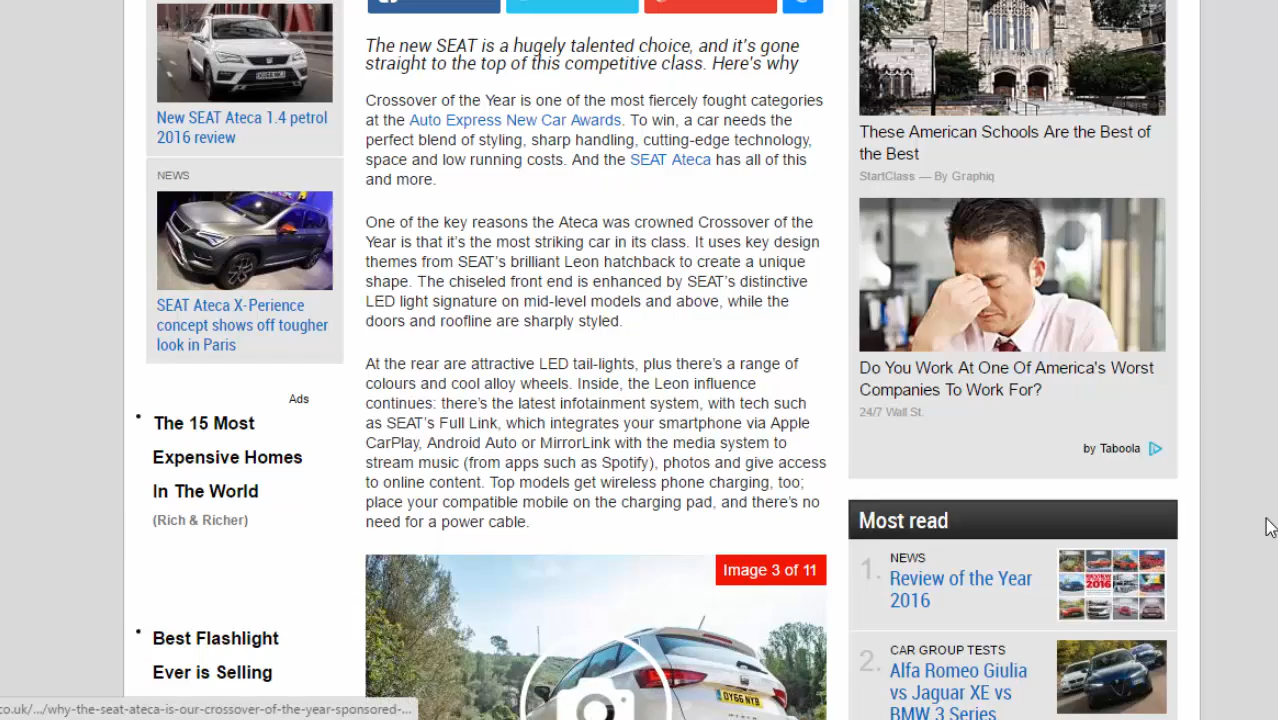 New SEAT Ateca 1.4 petrol
2016 review
NEWS
SEAT Ateca X-Perience
concept shows off tougher
look in Paris
Ads
The 15 Most
Expensive Homes
In The World
(Rich & Richer)
Best Flashlight
Ever is Selling
The new SEAT is a hugely talented choice, and it's gone
straight to the top of this competitive class. Here's why
Crossover of the Year is one of the most fiercely fought categories
at the Auto Express New Car Awards. To win, a car needs the
perfect blend of styling, sharp handling, cutting-edge technology,
space and low running costs. And the SEAT Ateca has all of this
and more.
One of the key reasons the Ateca was crowned Crossover of the
Year is that it’s the most striking car in its class. It uses key design
themes from SEAT’s brilliant Leon hatchback to create a unique
shape. The chiseled front end is enhanced by SEAT’s distinctive
LED light signature on mid-level models and above, while the
doors and roofline are sharply styled.
At the rear are attractive LED tail-lights, plus there’s a range of
colours and cool alloy wheels. Inside, the Leon influence
continues: there’s the latest infotainment system, with tech such
as SEAT’s Full Link, which integrates your smartphone via Apple
CarPlay, Android Auto or MirrorLink with the media system to
stream music (from apps such as Spotify), photos and give access
to online content. Top models get wireless phone charging, too;
place your compatible mobile on the charging pad, and there’s no
need for a power cable.
Image 3 of 11
OY66 NYB
These American Schools Are the Best of
the Best
StartClass — By Graphiq
Do You Work At One Of America's Worst
Companies To Work For?
24/7 Wall St.
by Taboola
Most read
1.
NEWS
Review of the Year
2016
2016
2.
CAR GROUP TESTS
Alfa Romeo Giulia
vs Jaguar XE vs
BMW 3 Series
co.uk/.../why-the-seat-ateca-is-our-crossover-of-the-year-sponsored-...